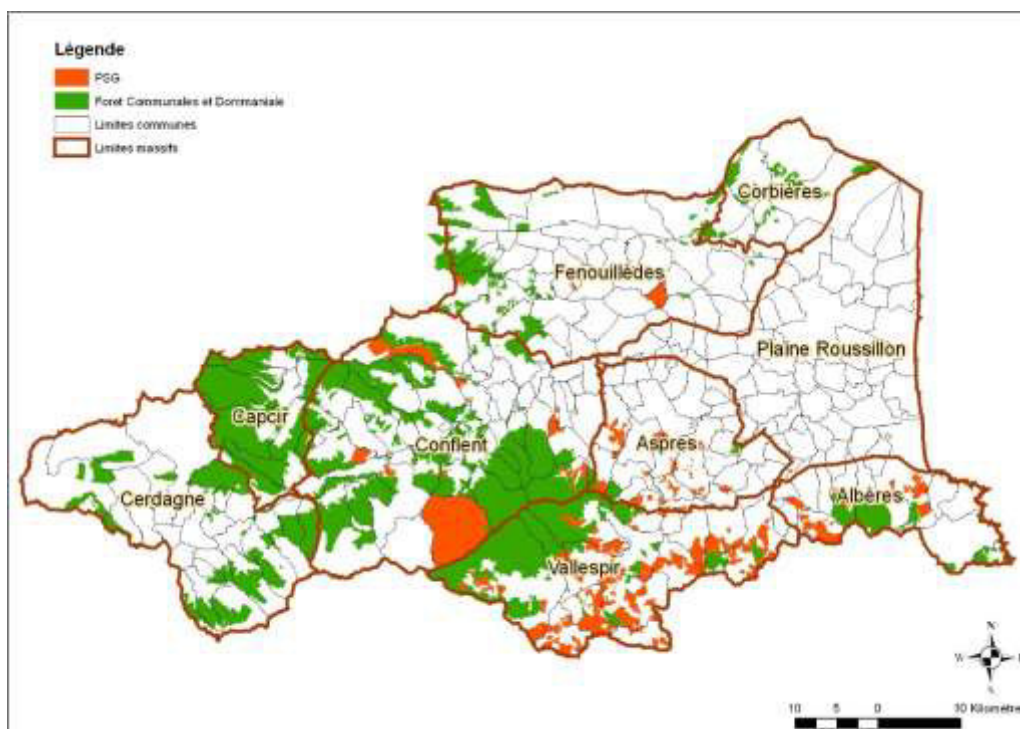 Légende
PSG
Foret Communales et Dommaniale
Limites communes
Limites massifs
Corbières
Fenouillèdes
Plaine Roussillon
Capcir
Conflent
Aspres
Cerdagne
Albères
Vallespir
N
W
S
10 5 0 10 Kilomètre